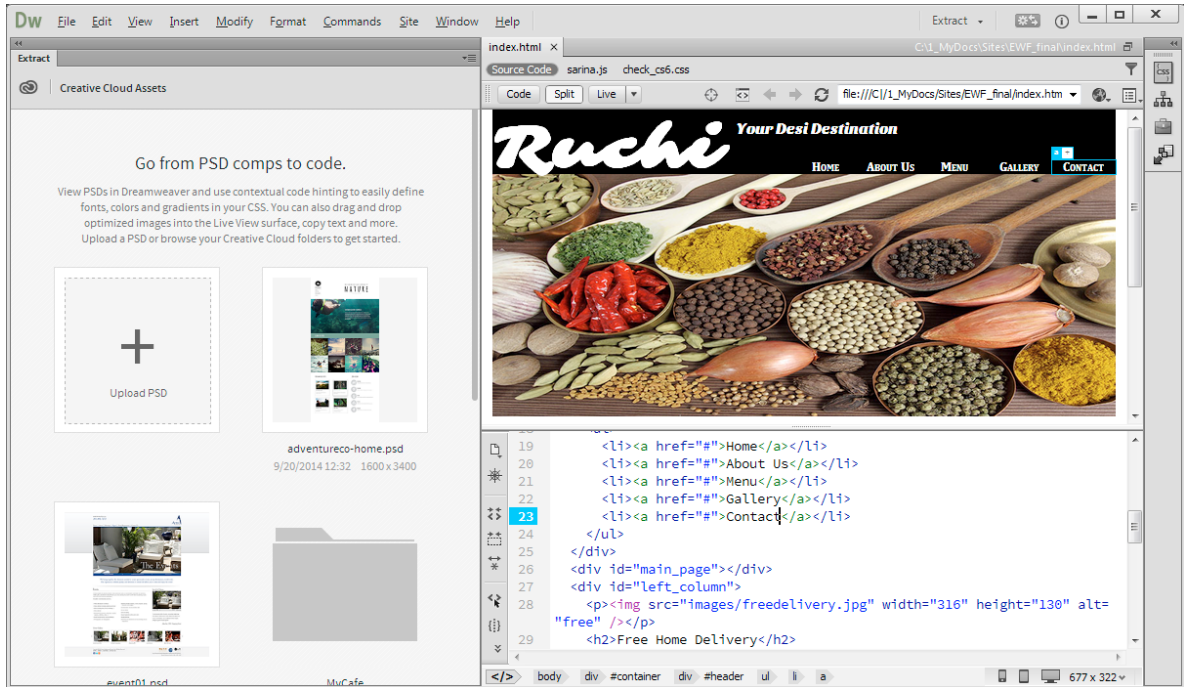 Dw File Edit View Insert Modify Format Commands Site Window Help Extract
Extract
Creative Cloud Assets
Go from PSD comps to code.
View PSDs in Dreamweaver and use contextual code hinting to easily define
fonts, colors and gradients in your CSS. You can also drag and drop
optimized images into the Live View surface, copy text and more.
Upload a PSD or browse your Creative Cloud folders to get started.
Upload PSD
NATURE
adventureco-home.psd
9/20/2014 12:32 1600 x 3400
The Events
event01.psd
MyCafe
index.html × C:\1_MyDocs\Sites\EWF_final\index.html
Source Code sarina.js check_cs6.css
Code Split Live file:///C|/1_MyDocs/Sites/EWF_final/index.htm
CSS
Ruchi Your Desi Destination
Home About Us Menu Gallery Contact
18 <ul>
19 <li><a href="#">Home</a></li>
20 <li><a href="#">About Us</a></li>
21 <li><a href="#">Menu</a></li>
22 <li><a href="#">Gallery</a></li>
23 <li><a href="#">Contact</a></li>
24 </ul>
25 </div>
26 <div id="main_page"></div>
27 <div id="left_column">
28 <p><img src="images/freedelivery.jpg" width="316" height="130" alt=
"free" /></p>
29 <h2>Free Home Delivery</h2>
</> body div #container div #header ul li a 677 x 322